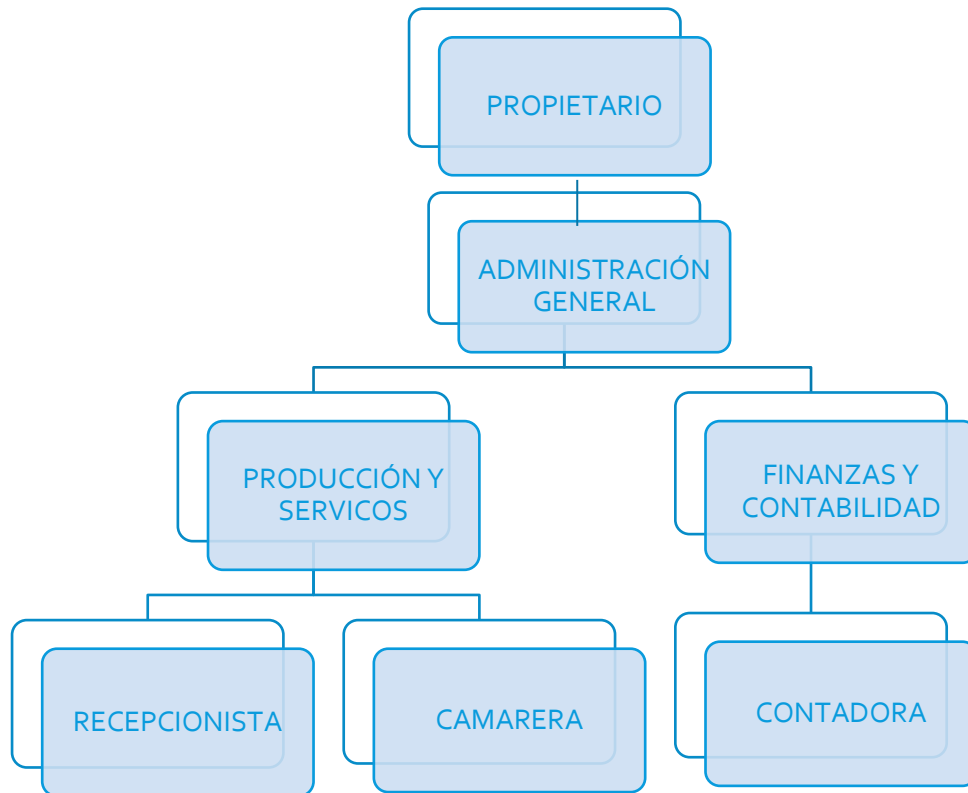 PROPIETARIO
ADMINISTRACIÓN
GENERAL
PRODUCCIÓN Y
SERVICOS
FINANZAS Y
CONTABILIDAD
RECEPCIONISTA
CAMARERA
CONTADORA